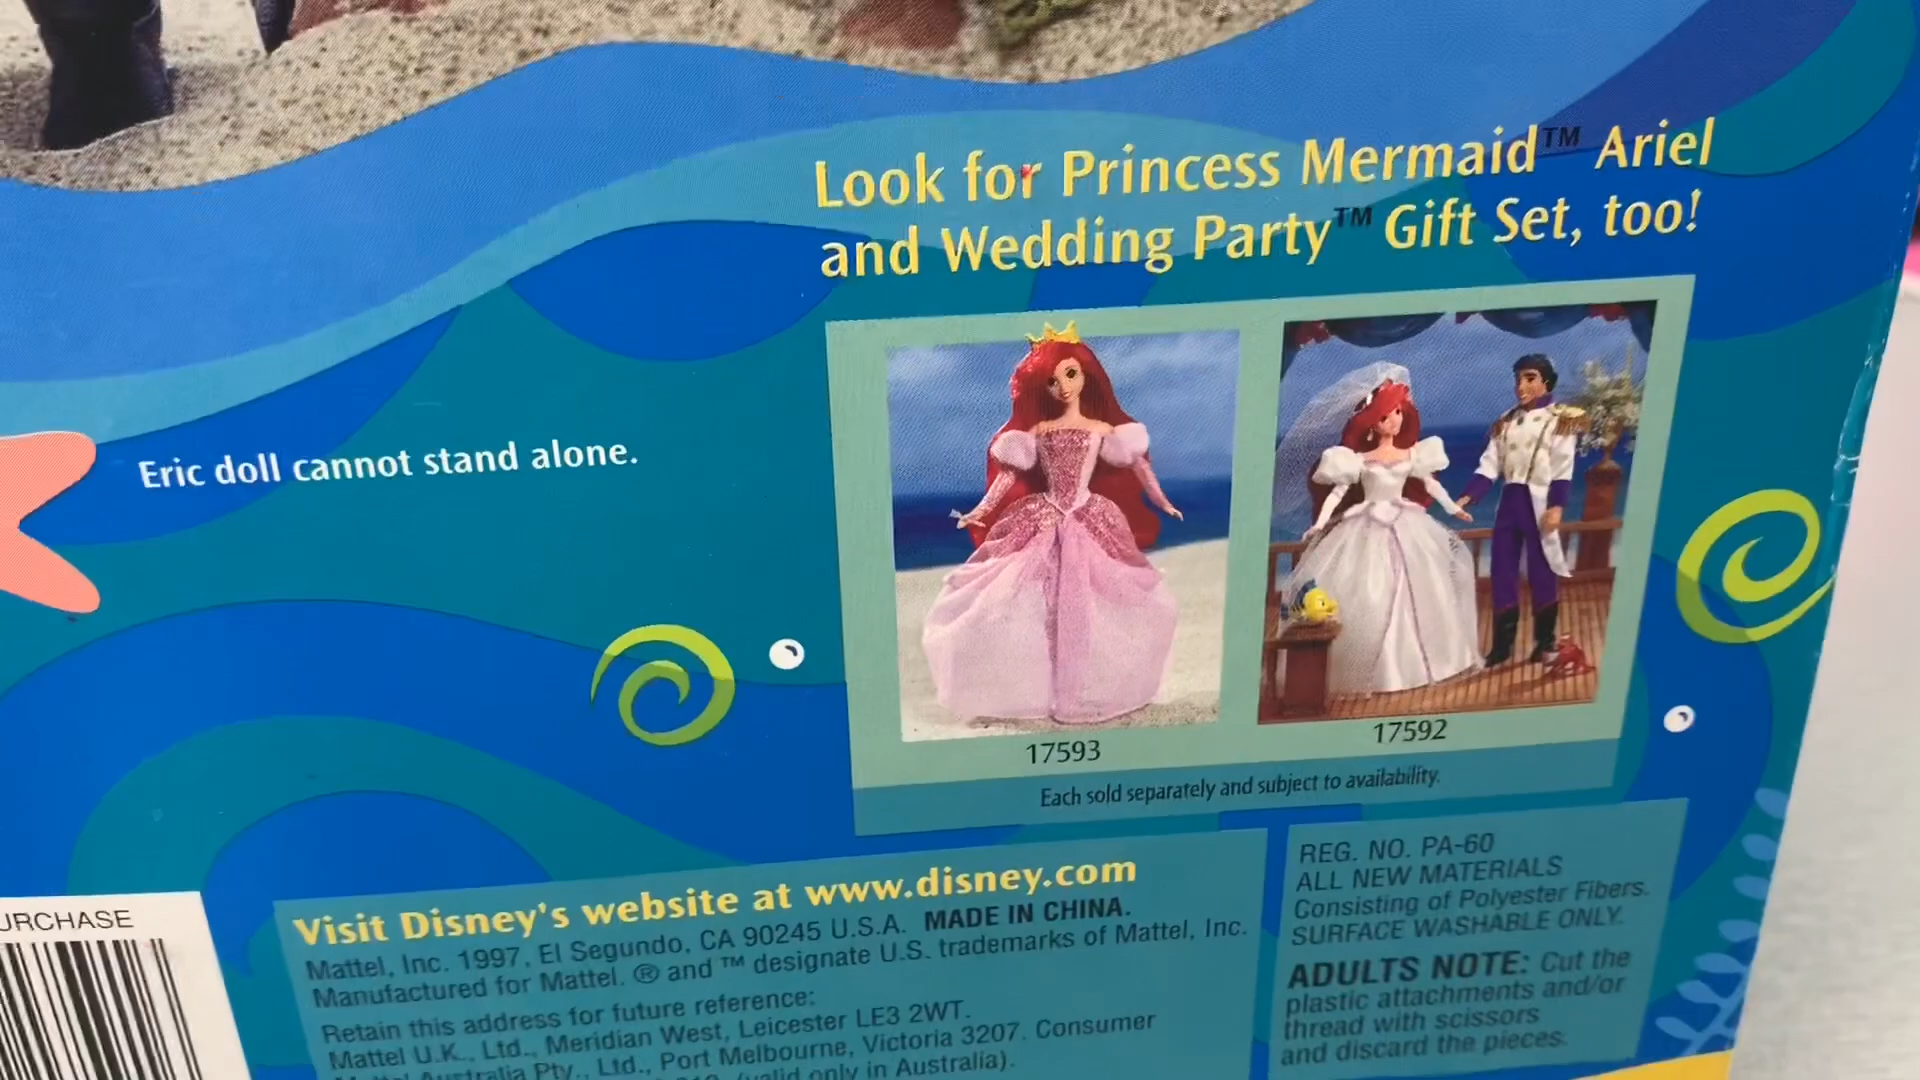 Look for Princess Mermaid™ Ariel
and Wedding Party™ Gift Set, too!
Eric doll cannot stand alone.
17593
17592
Each sold separately and subject to availability.
URCHASE
Visit Disney's website at www.disney.com
Mattel, Inc. 1997, El Segundo, CA 90245 U.S.A. MADE IN CHINA.
Manufactured for Mattel. ® and ™ designate U.S. trademarks of Mattel, Inc.
Retain this address for future reference:
Mattel U.K., Ltd., Meridian West, Leicester LE3 2WT.
Australia Pty., Ltd., Port Melbourne, Victoria 3207. Consumer
(valid only in Australia).
REG. NO. PA-60
ALL NEW MATERIALS
Consisting of Polyester Fibers.
SURFACE WASHABLE ONLY.
ADULTS NOTE: Cut the
plastic attachments and/or
thread with scissors
and discard the pieces.